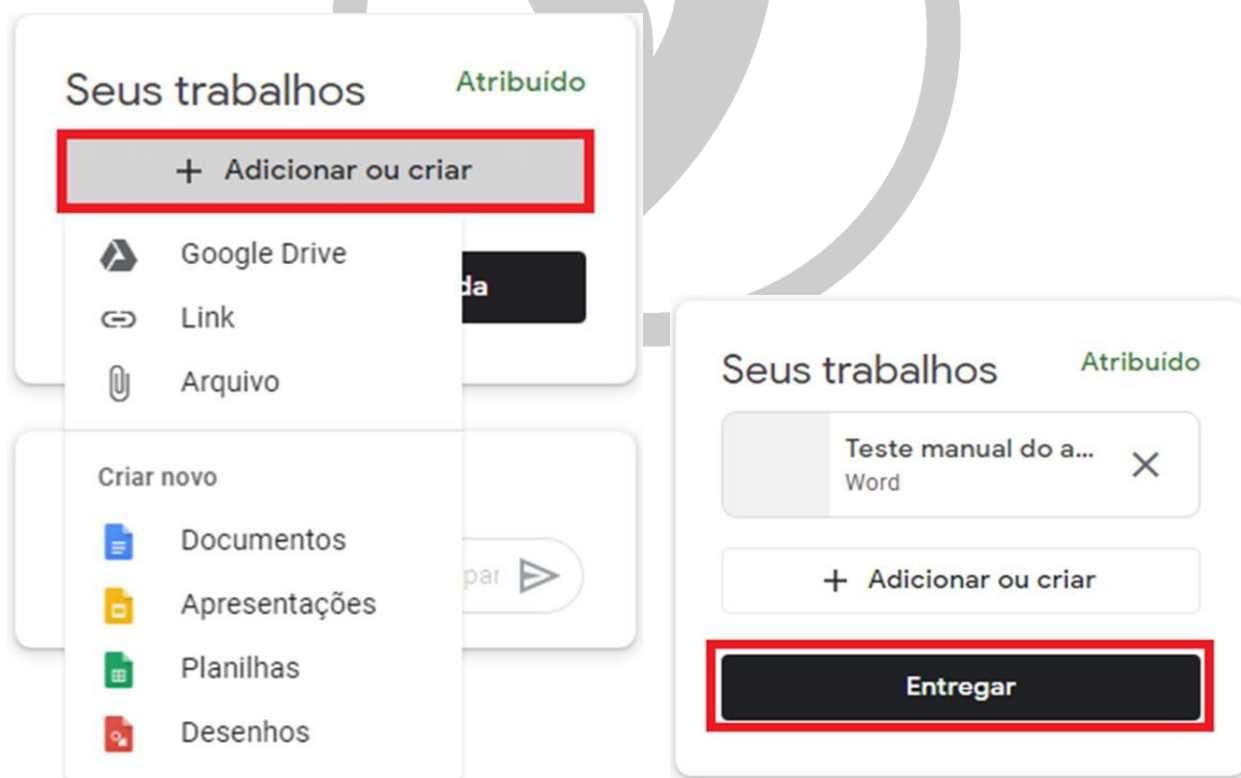 Seus trabalhos
Atribuído
+ Adicionar ou criar
Google Drive
Link
Arquivo
da
Criar novo
Documentos
Apresentações
Planilhas
Desenhos
par
Seus trabalhos
Atribuído
Teste manual do a...
Word
+ Adicionar ou criar
Entregar